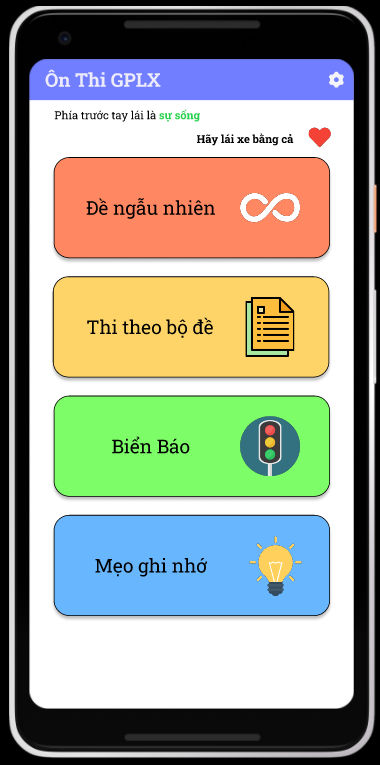 Ôn Thi GPLX
Phía trước tay lái là sự sống
Hãy lái xe bằng cả
Đề ngẫu nhiên
Thi theo bộ đề
Biển Báo
Mẹo ghi nhớ